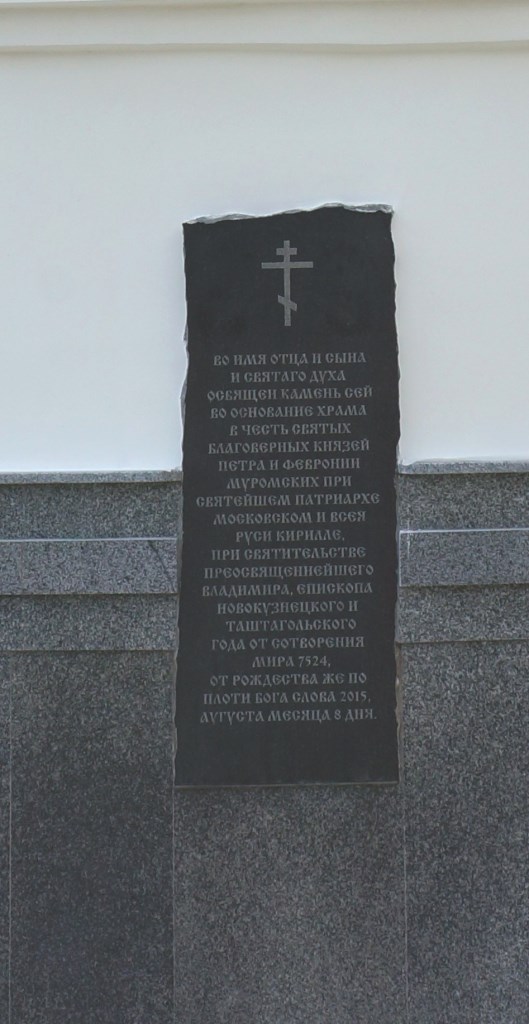 ВО ИМЯ ОТЦА И СЫНА
И СВЯТАГО ДУХА
ОСВЯЩЕН КАМЕНЬ СЕЙ
ВО ОСНОВАНИЕ ХРАМА
В ЧЕСТЬ СВЯТЫХ
БЛАГОВЕРНЫХ КНЯЗЕЙ
ПЕТРА И ФЕВРОНИИ
МУРОМСКИХ ПРИ
СВЯТЕЙШЕМ ПАТРИАРХЕ
МОСКОВСКОМ И ВСЕЯ
РУСИ КИРИЛЛЕ,
ПРИ СВЯТИТЕЛЬСТВЕ
ПРЕОСВЯЩЕННЕЙШЕГО
ВЛАДИМИРА, ЕПИСКОПА
НОВОКУЗНЕЦКОГО И
ТАШТАГОЛЬСКОГО
ГОДА ОТ СОТВОРЕНИЯ
МИРА 7524,
ОТ РОЖДЕСТВА ЖЕ ПО
ПЛОТИ БОГА СЛОВА 2015,
АУГУСТА МЕСЯЦА 8 ДНЯ.